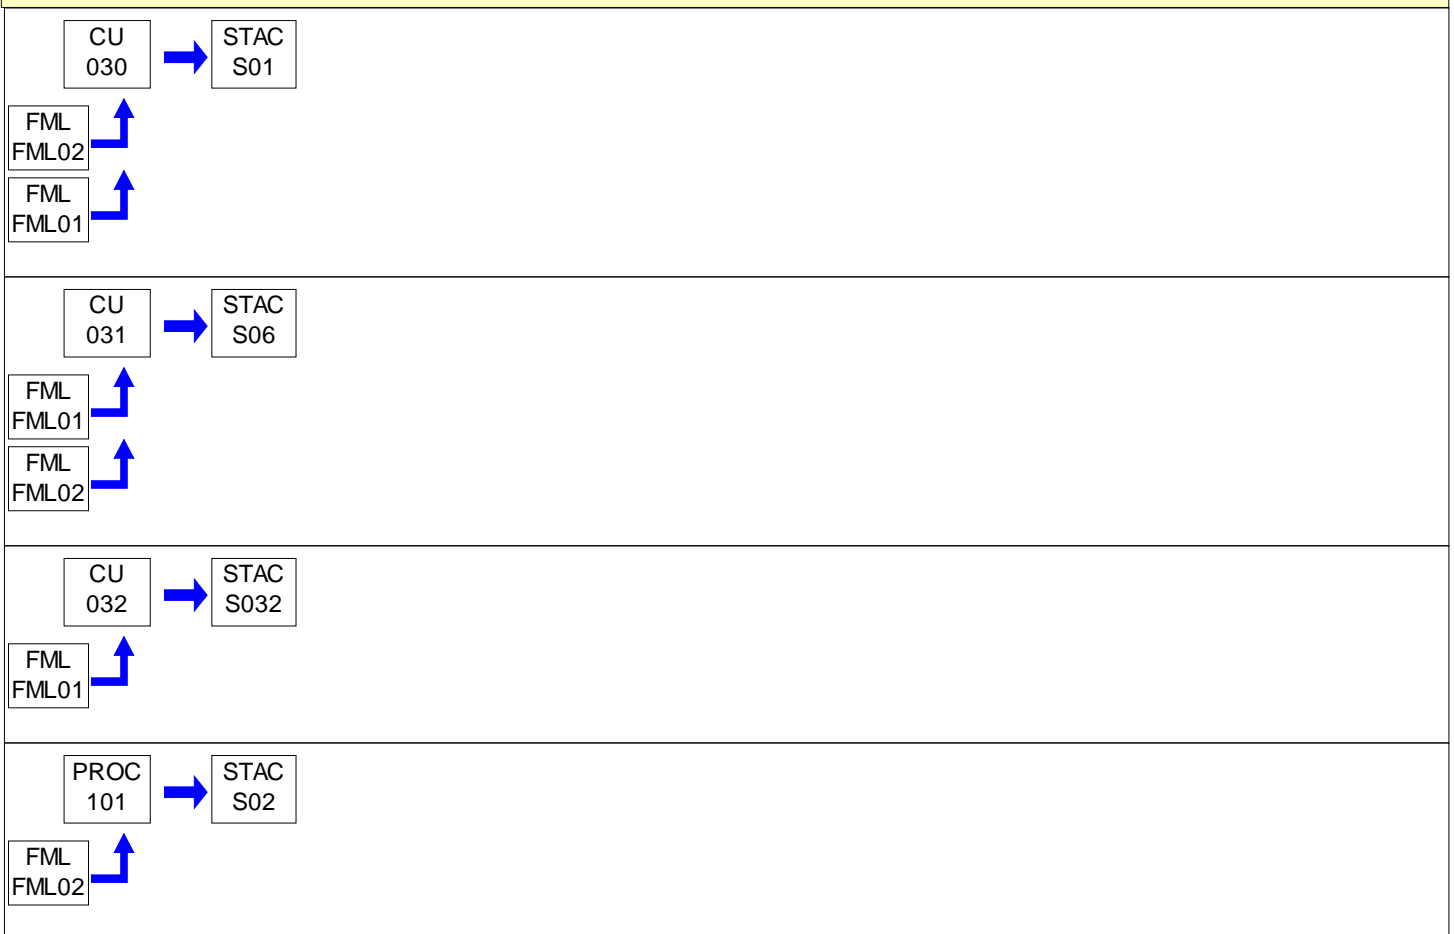 CU
030
STAC
S01
FML
FML02
FML
FML01
CU
031
STAC
S06
FML
FML01
FML
FML02
CU
032
STAC
S032
FML
FML01
PROC
101
STAC
S02
FML
FML02